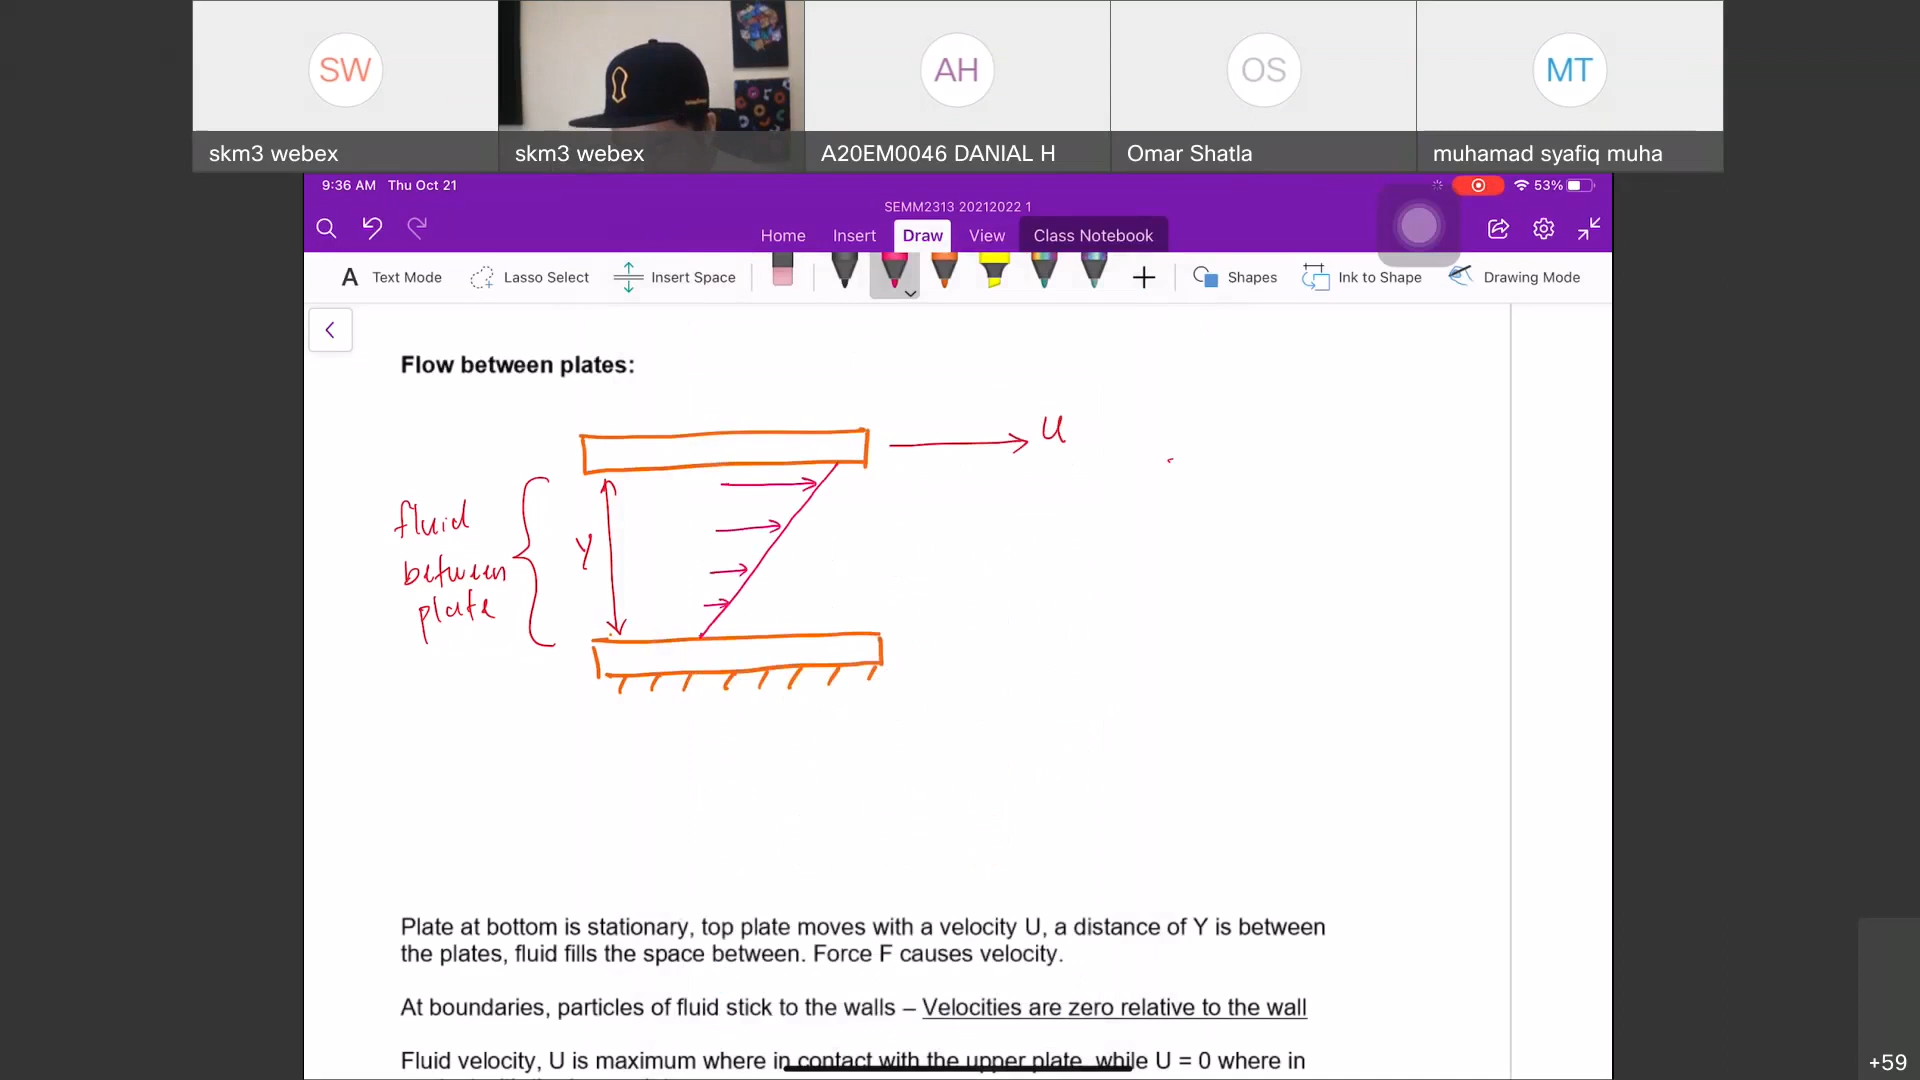 SW
AH
OS
MT
skm3 webex
skm3 webex
A20EM0046 DANIAL H
Omar Shatla
muhamad syafiq muha
9:36 AM Thu Oct 21
53%
SEMM2313 20212022 1
Home Insert Draw View Class Notebook
A Text Mode Lasso Select Insert Space Shapes Ink to Shape Drawing Mode
Flow between plates:
U
fluid
between
plate
Y
Plate at bottom is stationary, top plate moves with a velocity U, a distance of Y is between
the plates, fluid fills the space between. Force F causes velocity.
At boundaries, particles of fluid stick to the walls – Velocities are zero relative to the wall
Fluid velocity, U is maximum where in contact with the upper plate, while U = 0 where in
+59